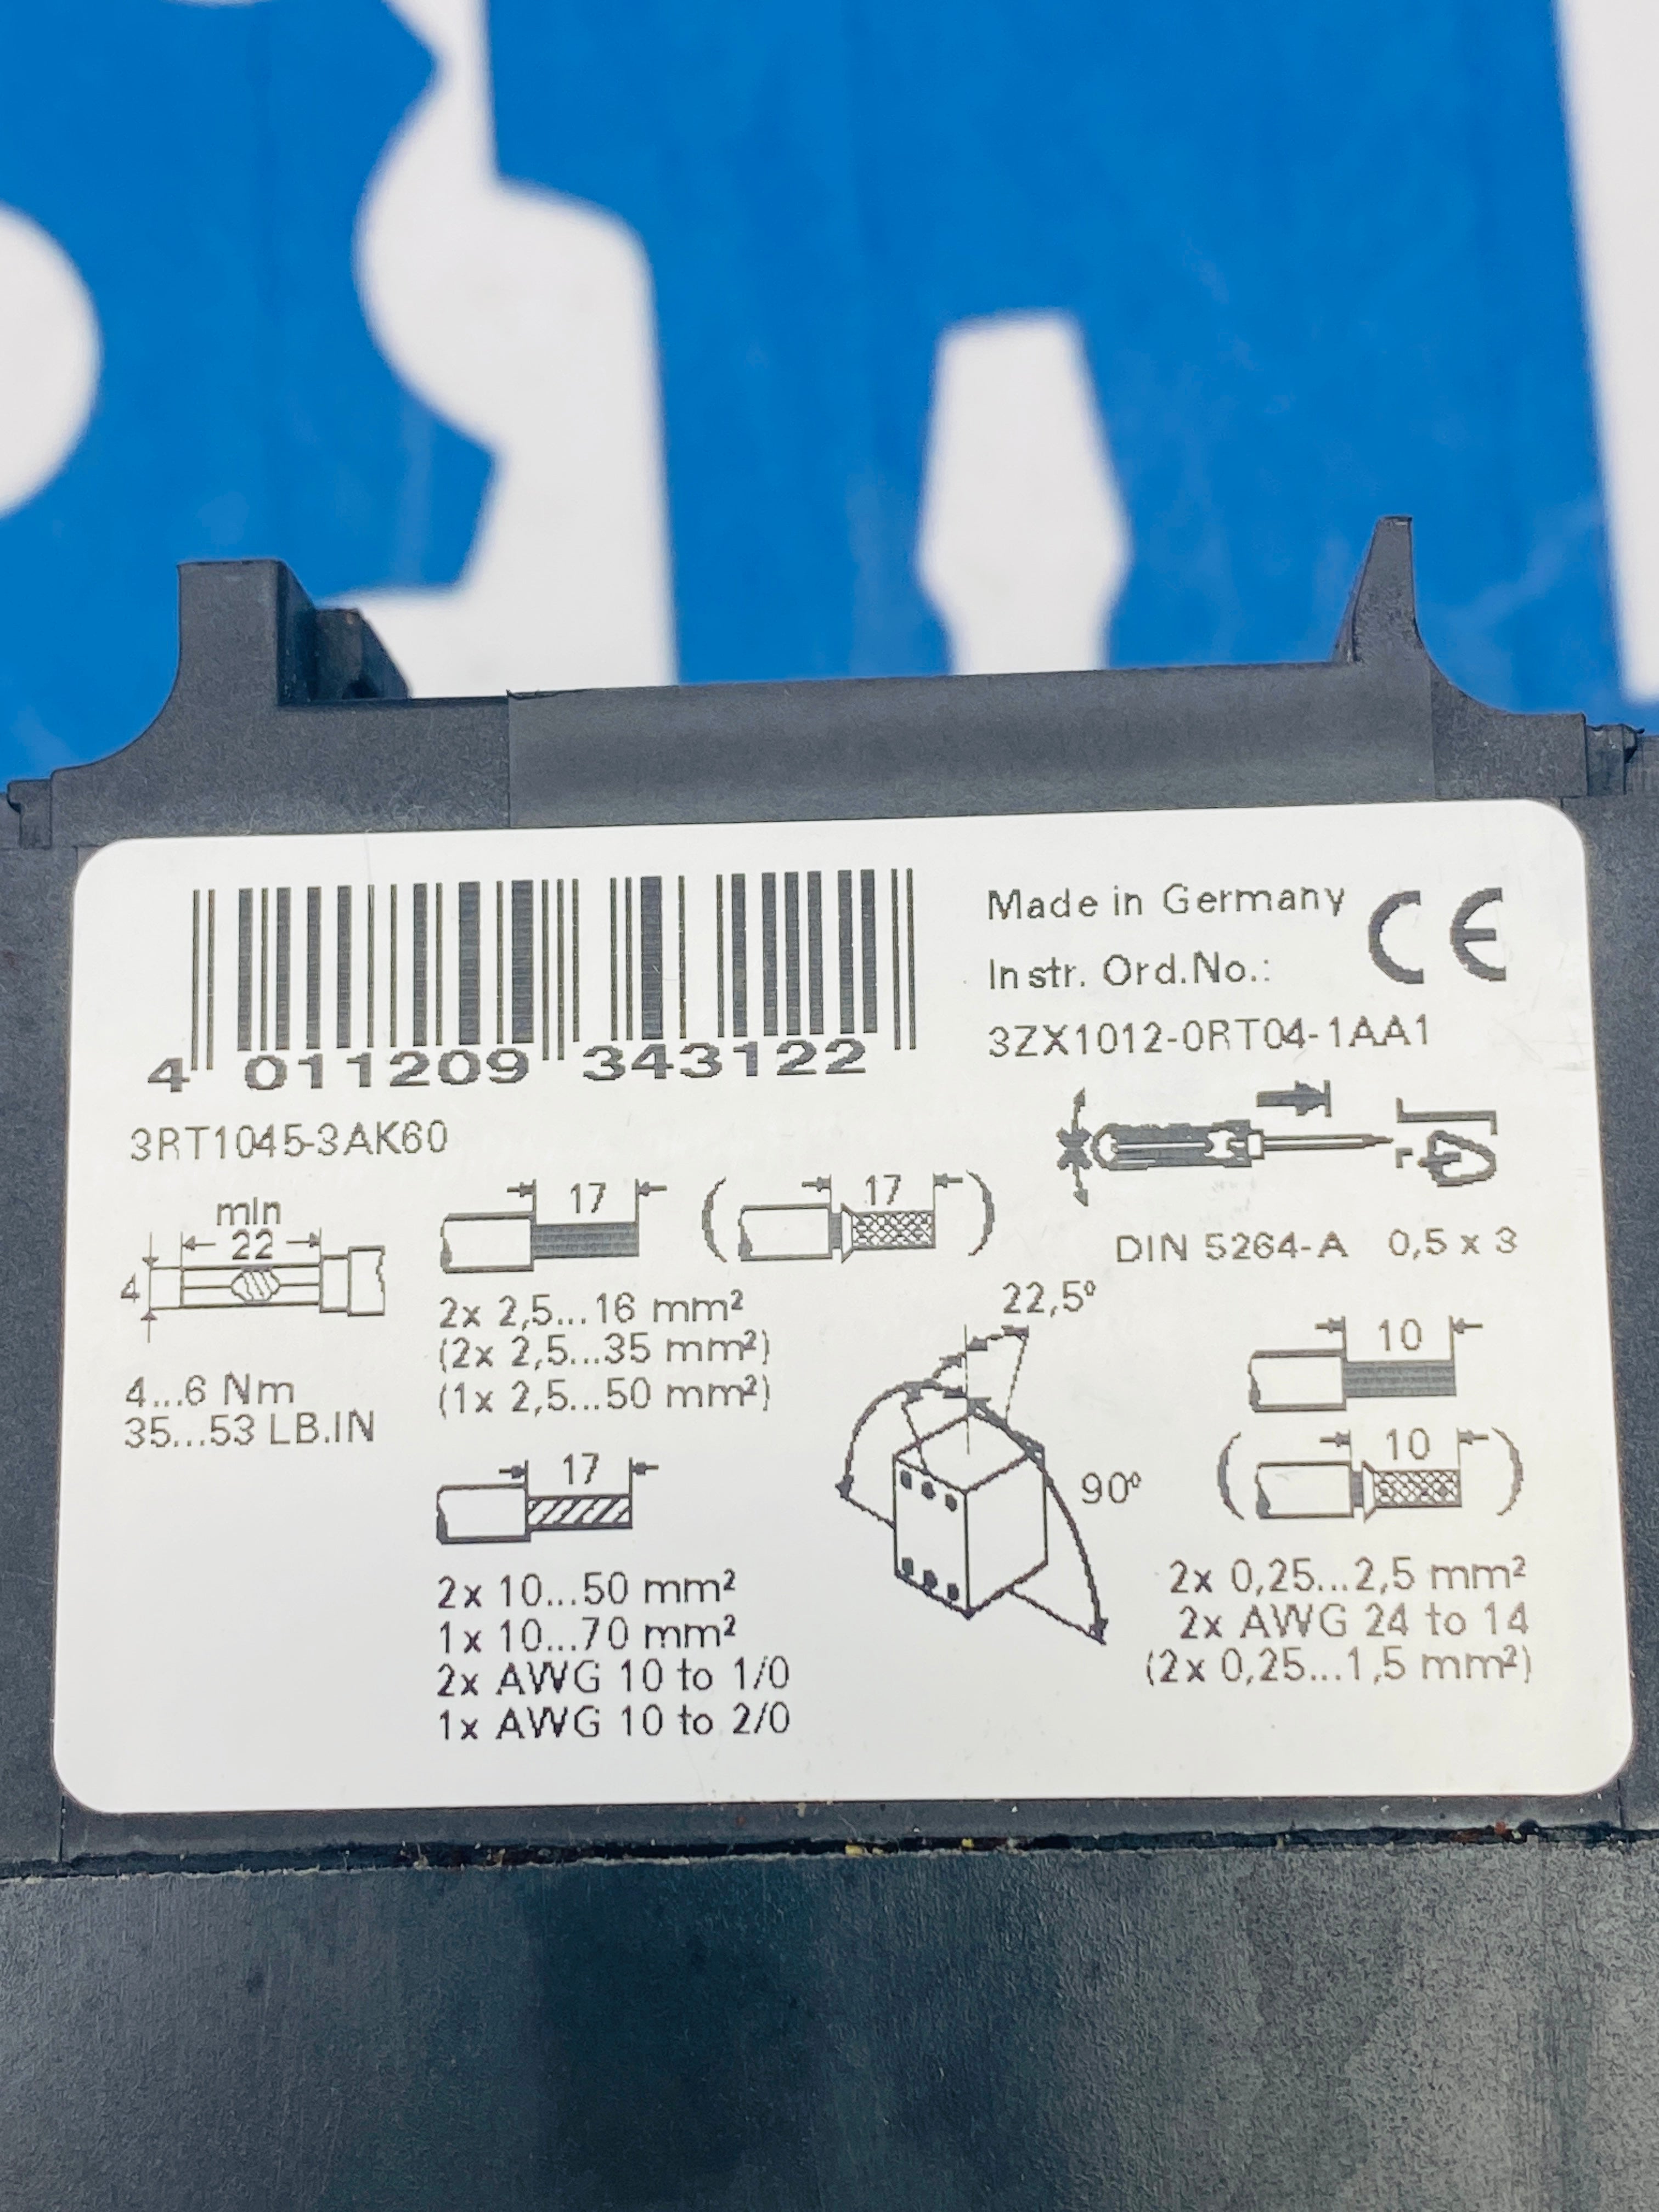 4 011209 343122
Made in Germany CE
Instr. Ord.No.:
3ZX1012-0RT04-1AA1
3RT1045-3AK60
min
22
4
4...6 Nm
35...53 LB.IN
17
17
2x 2,5...16 mm²
(2x 2,5...35 mm²)
(1x 2,5...50 mm²)
17
2x 10...50 mm²
1x 10...70 mm²
2x AWG 10 to 1/0
1x AWG 10 to 2/0
DIN 5264-A 0,5 x 3
22,5°
90°
10
10
2x 0,25...2,5 mm²
2x AWG 24 to 14
(2x 0,25...1,5 mm²)